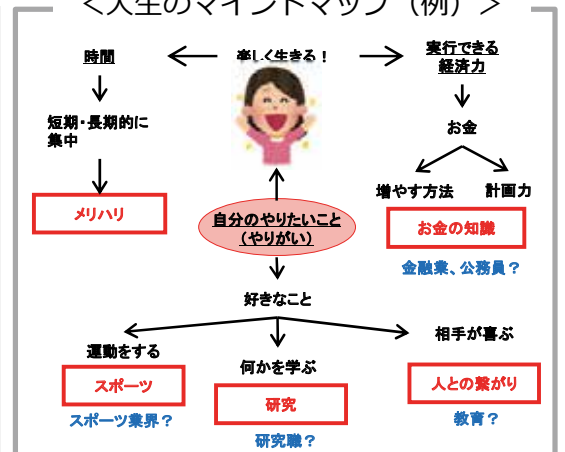 <人生のマインドマップ（例）>
時間
楽しく生きる！
実行できる
経済力
短期・長期的に
集中
お金
増やす方法
計画力
メリハリ
自分のやりたいこと
（やりがい）
お金の知識
金融業、公務員？
好きなこと
運動をする
何かを学ぶ
相手が喜ぶ
スポーツ
研究
人との繋がり
スポーツ業界？
研究職？
教育？